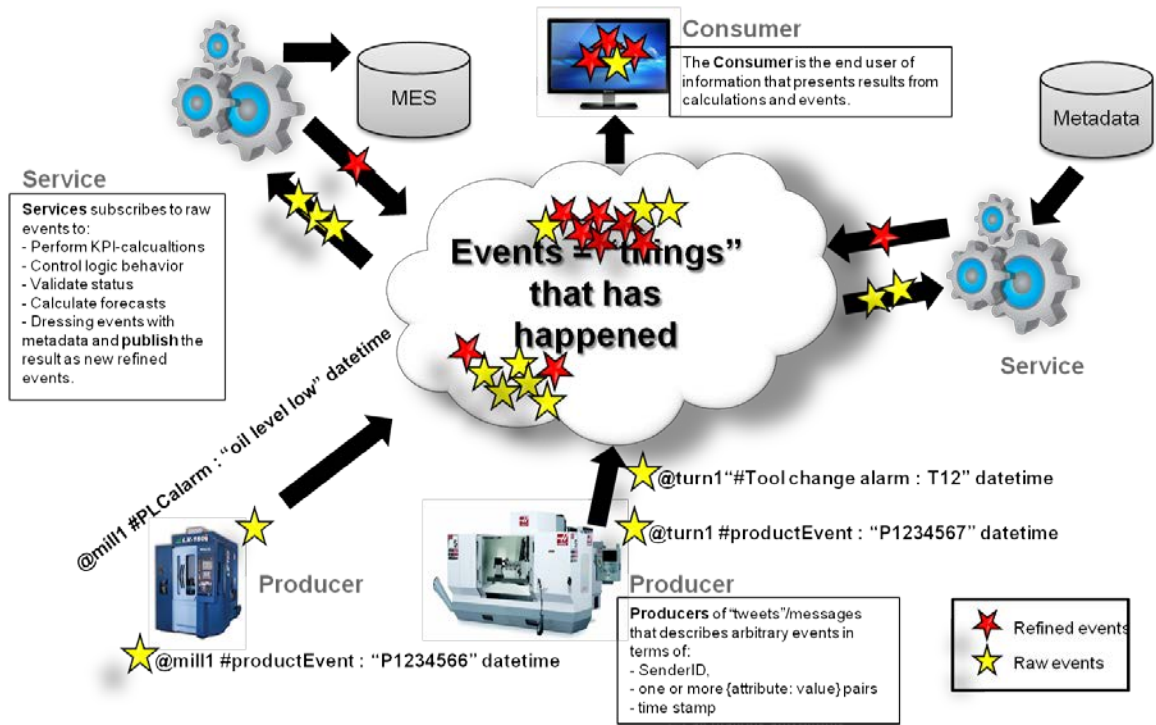 Consumer
The Consumer is the end user of
information that presents results from
calculations and events.
MES
Metadata
Service
Services subscribes to raw
events to:
- Perform KPI-calcualtions
- Control logic behavior
- Validate status
- Calculate forecasts
- Dressing events with
metadata and publish the
result as new refined
events.
Events = "things"
that has
happened
Service
@mill1 #PLCalarm : "oil level low" datetime
@turn1"#Tool change alarm : T12" datetime
@turn1 #productEvent : "P1234567" datetime
Producer
Producer
Producers of "tweets"/messages
that describes arbitrary events in
terms of:
- SenderID,
- one or more {attribute: value} pairs
- time stamp
@mill1 #productEvent : "P1234566" datetime
Refined events
Raw events